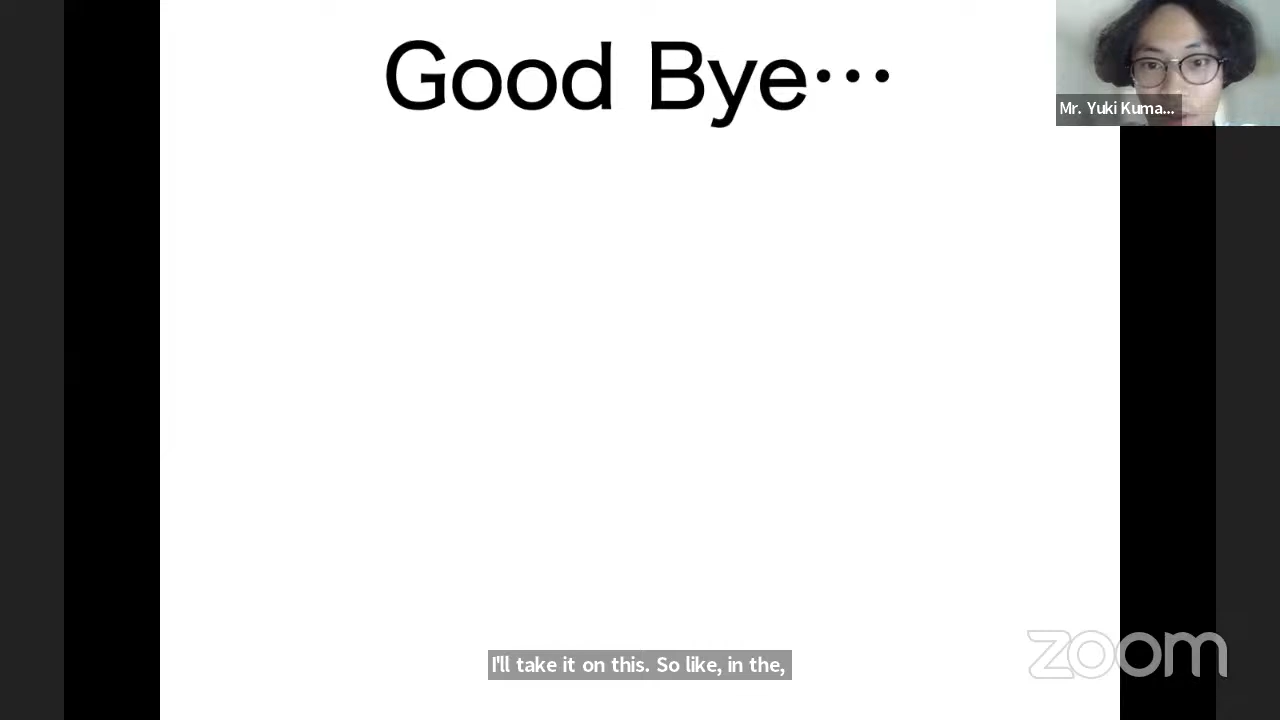 Good Bye…
Mr. Yuki Kuma...
I'll take it on this. So like, in the,
zoom